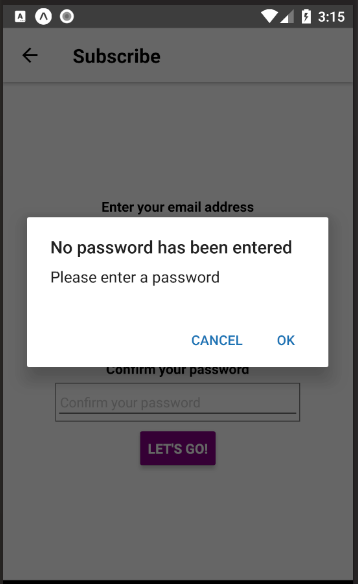 3:15
Subscribe
Enter your email address
No password has been entered
Please enter a password
CANCEL OK
Confirm your password
Confirm your password
LET'S GO!